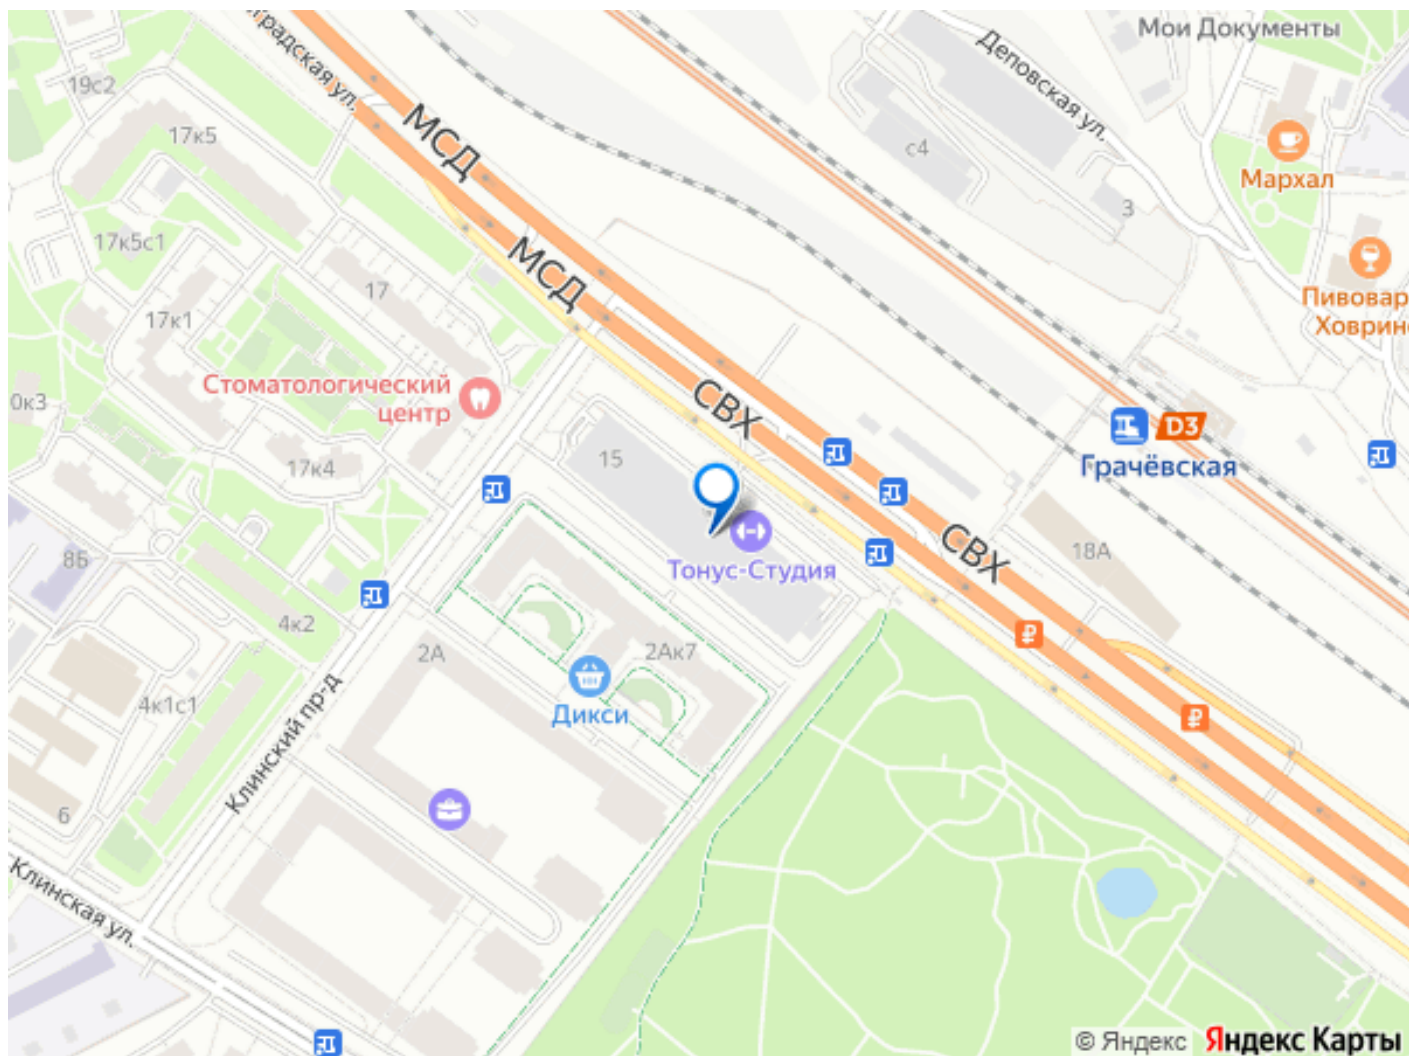 Мои Документы
Деповская ул.
градская ул.
19с2
МСД
17к5
с4
Мархал
3
17к5с1
МСД
17
Пивовар
Ховрин
17к1
Стоматологический
центр
СВХ
0к3
D3
15
17к4
Грачёвская
СВХ
18А
8Б
Тонус-Студия
4к2
2А
2Ак7
₽
4к1с1
Дикси
₽
Клинский пр-д
6
Клинская ул.
© Яндекс Яндекс Карты